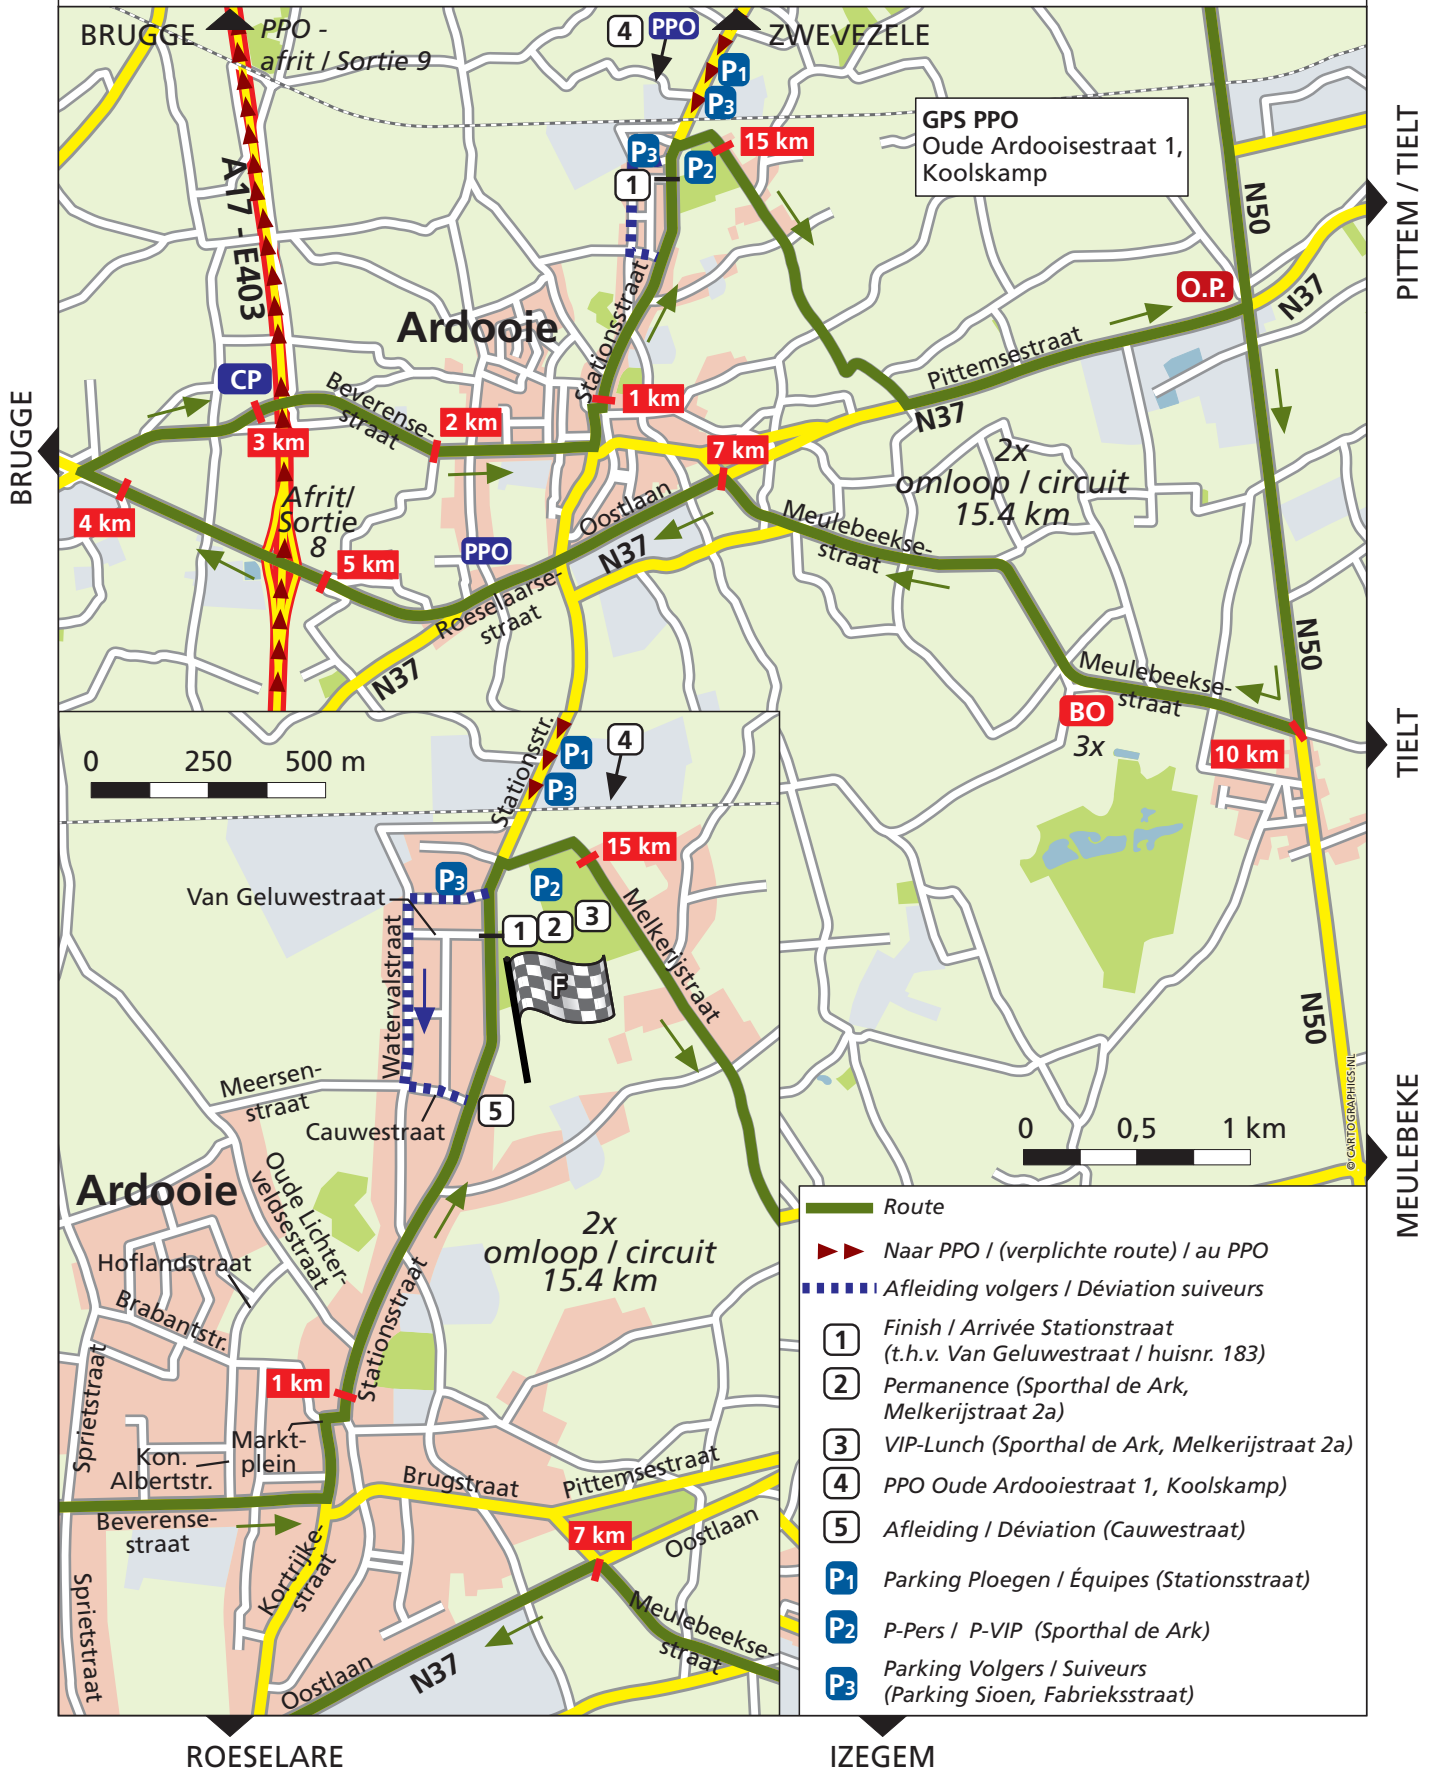 BRUGGE
PPO -
afrit / Sortie 9
4
PPO
ZWEVEZELE
P1
P3
GPS PPO
Oude Ardooisestraat 1,
Koolskamp
15 km
P3
P2
1
A17 - E403
N50
PITTEM / TIELT
O.P.
N37
Stationsstraat
Ardooie
Pittemsestraat
CP
Beverense-
straat
1 km
2 km
N37
BRUGGE
3 km
7 km
2x
omloop / circuit
15.4 km
4 km
Afrit/
Sortie
8
Oostlaan
Meulebeekse-
straat
5 km
PPO
N37
Roeselaarse-
straat
N37
N50
Meulebeekse-
straat
BO
3x
10 km
TIELT
0 250 500 m
Stationsstr.
P1
4
P3
15 km
Van Geluwestraat
P3
P2
1
2
3
Melkerijstraat
F
Watervalstraat
N50
Meersen-
straat
5
Cauwestraat
© CARTOGRAPHICS.NL
0 0,5 1 km
MEULEBEKE
Oude Lichter-
veldsestraat
Ardooie
2x
omloop / circuit
15.4 km
Hoflandstraat
Brabantstr.
Stationsstraat
Sprietstraat
1 km
Markt-
plein
Kon.
Albertstr.
Brugstraat
Pittemsestraat
Beverense-
straat
Kortrijke-
straat
7 km
Oostlaan
Sprietstraat
Meulebeekse-
straat
Oostlaan
N37
Route
Naar PPO / (verplichte route) / au PPO
Afleiding volgers / Déviation suiveurs
1 Finish / Arrivée Stationstraat
(t.h.v. Van Geluwestraat / huisnr. 183)
2 Permanence (Sporthal de Ark,
Melkerijstraat 2a)
3 VIP-Lunch (Sporthal de Ark, Melkerijstraat 2a)
4 PPO Oude Ardooiestraat 1, Koolskamp)
5 Afleiding / Déviation (Cauwestraat)
P1 Parking Ploegen / Équipes (Stationsstraat)
P2 P-Pers / P-VIP (Sporthal de Ark)
P3 Parking Volgers / Suiveurs
(Parking Sioen, Fabrieksstraat)
ROESELARE
IZEGEM